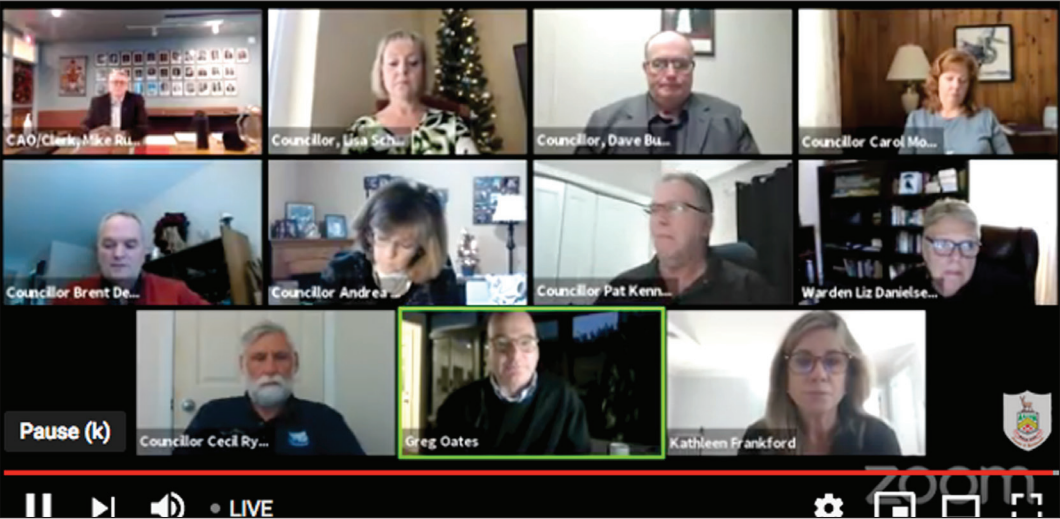 CAO/Clerk, Mike Ru...
Councillor, Lisa Sch...
Councillor, Dave Bu...
Councillor Carol Mo...
Councillor Brent De...
Councillor Andrea ...
Councillor Pat Kenn...
Warden Liz Danielse...
Councillor Cecil Ry...
Greg Oates
Kathleen Frankford
Pause (k)
zoom
LIVE